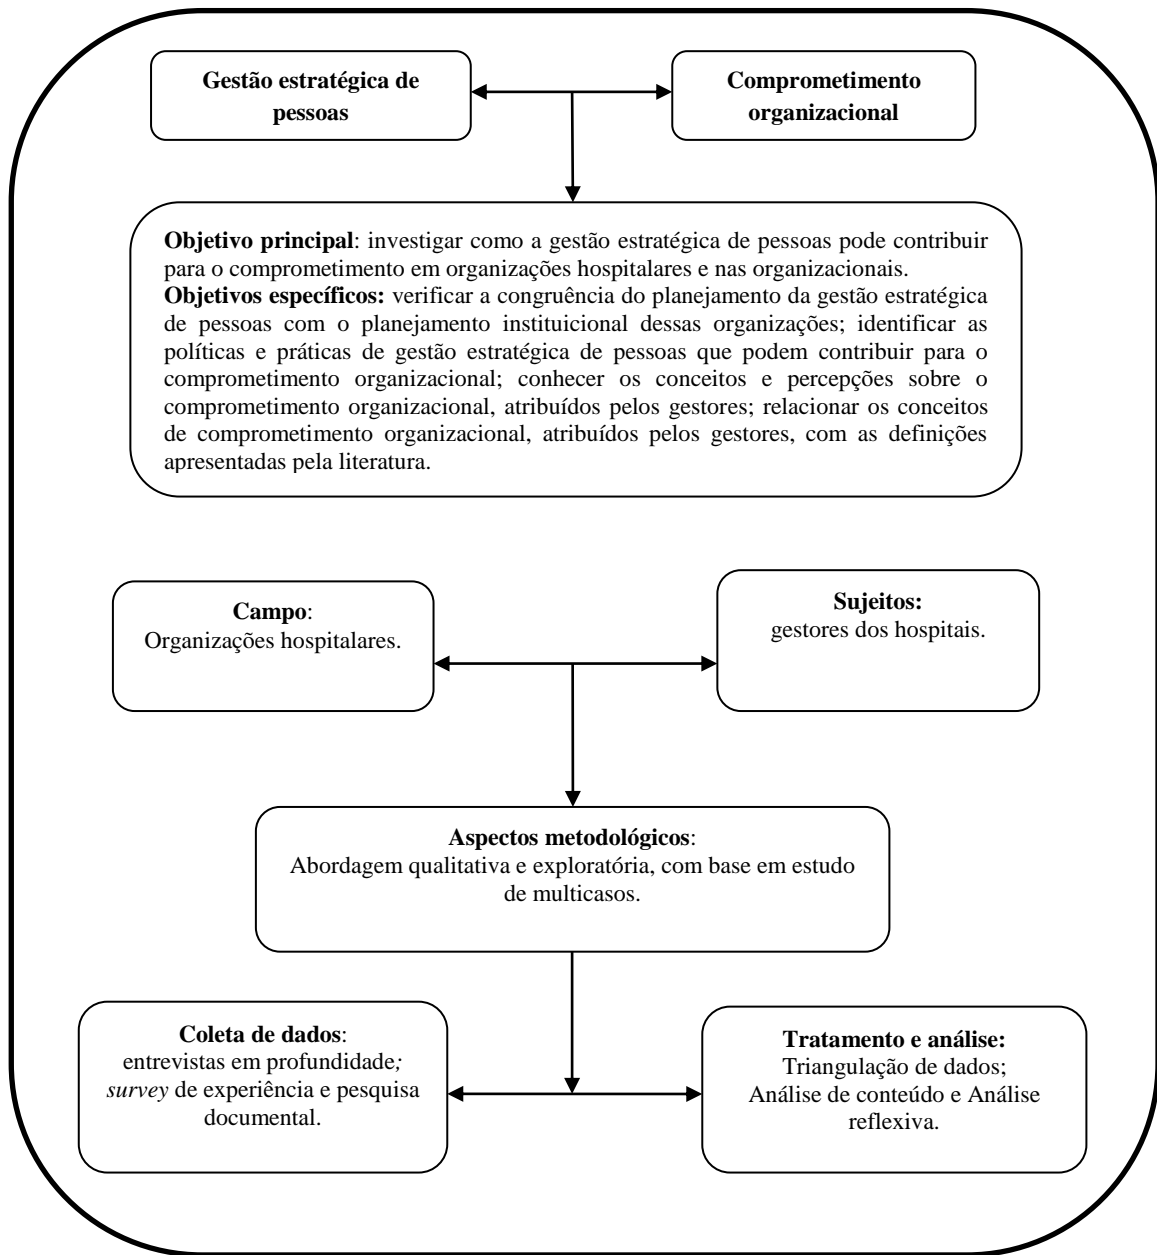 Gestão estratégica de
pessoas
Comprometimento
organizacional
Objetivo principal: investigar como a gestão estratégica de pessoas pode contribuir
para o comprometimento em organizações hospitalares e nas organizacionais.
Objetivos específicos: verificar a congruência do planejamento da gestão estratégica
de pessoas com o planejamento instituicional dessas organizações; identificar as
políticas e práticas de gestão estratégica de pessoas que podem contribuir para o
comprometimento organizacional; conhecer os conceitos e percepções sobre o
comprometimento organizacional, atribuídos pelos gestores; relacionar os conceitos
de comprometimento organizacional, atribuídos pelos gestores, com as definições
apresentadas pela literatura.
Campo:
Organizações hospitalares.
Sujeitos:
gestores dos hospitais.
Aspectos metodológicos:
Abordagem qualitativa e exploratória, com base em estudo
de multicasos.
Coleta de dados:
entrevistas em profundidade;
survey de experiência e pesquisa
documental.
Tratamento e análise:
Triangulação de dados;
Análise de conteúdo e Análise
reflexiva.